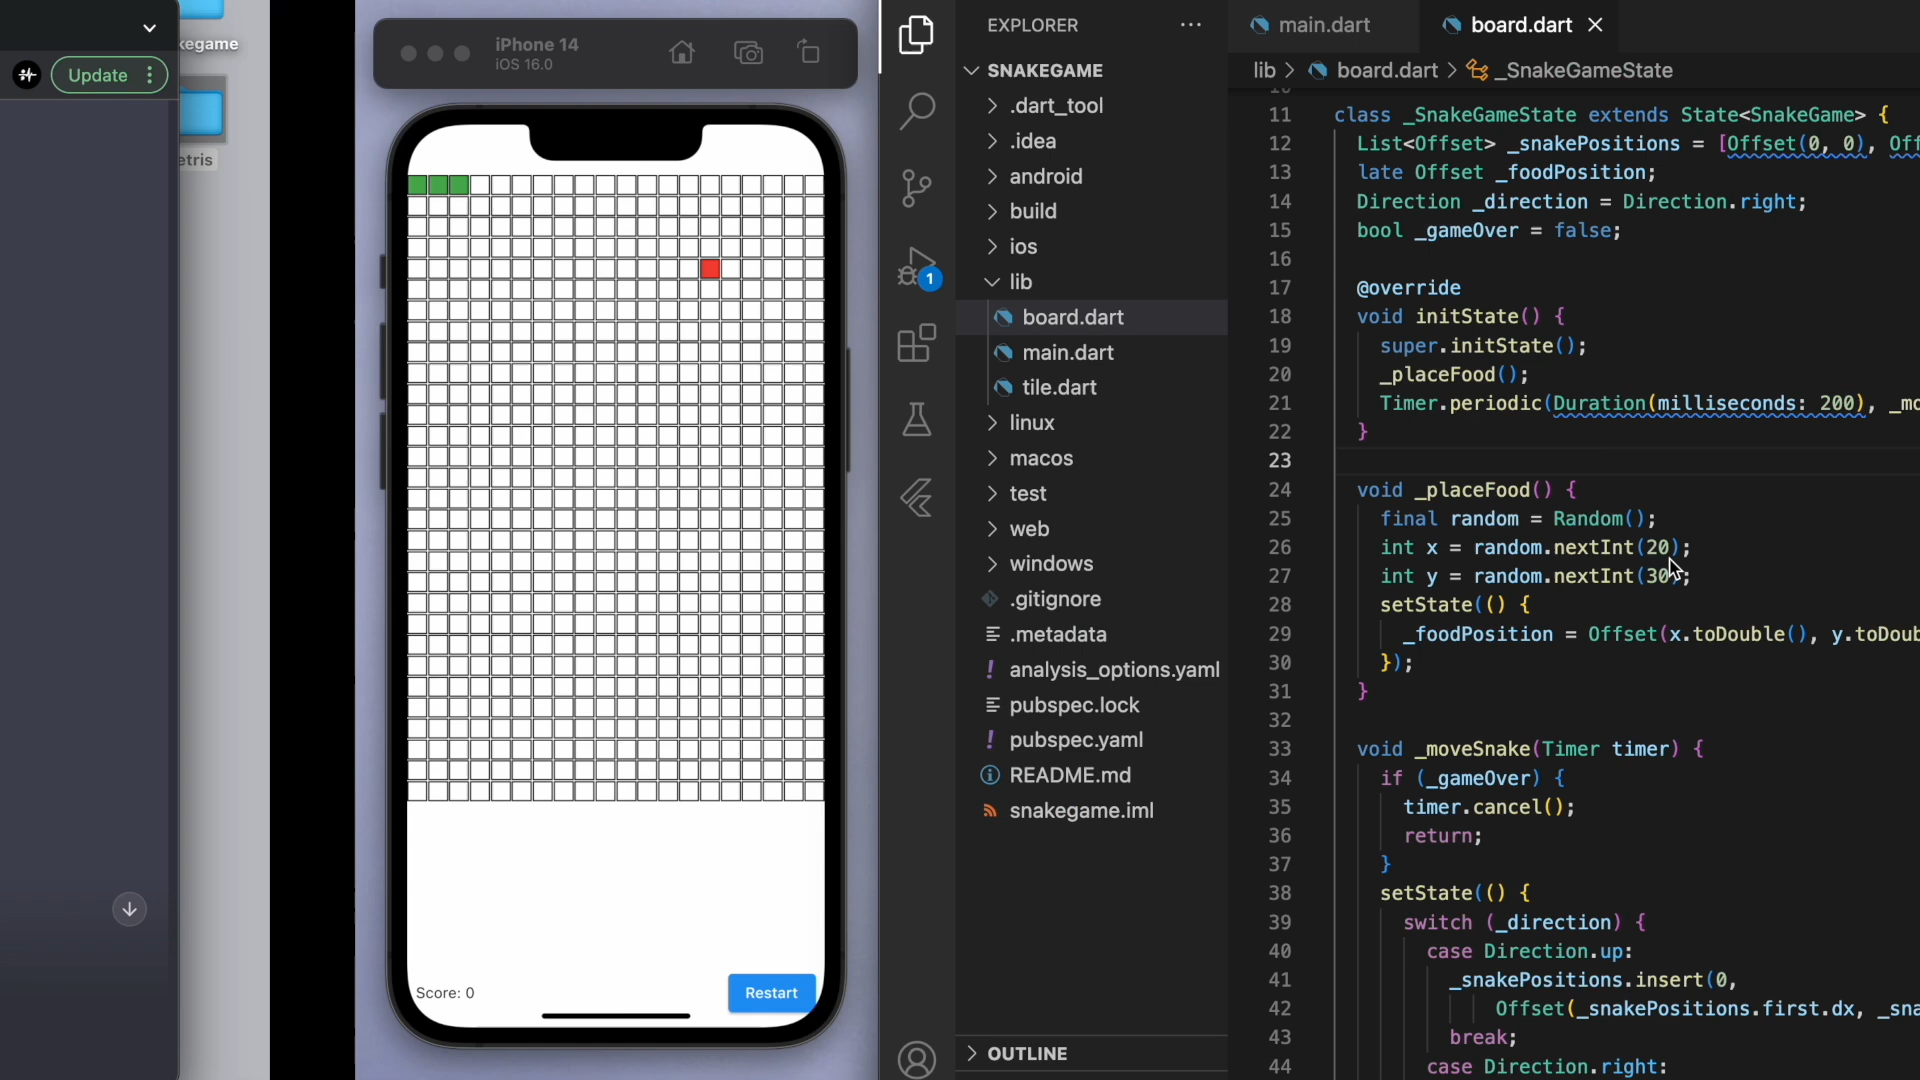 kegame
Update
etris
iPhone 14
iOS 16.0
Score: 0
Restart
1
EXPLORER
SNAKEGAME
.dart_tool
.idea
android
build
ios
lib
board.dart
main.dart
tile.dart
linux
macos
test
web
windows
.gitignore
.metadata
analysis_options.yaml
pubspec.lock
pubspec.yaml
README.md
snakegame.iml
OUTLINE
main.dart
board.dart
lib > board.dart > _SnakeGameState
11 class _SnakeGameState extends State<SnakeGame> {
12 List<Offset> _snakePositions = [Offset(0, 0), Off
13 late Offset _foodPosition;
14 Direction _direction = Direction.right;
15 bool _gameOver = false;
16
17 @override
18 void initState() {
19 super.initState();
20 _placeFood();
21 Timer.periodic(Duration(milliseconds: 200), _mo
22 }
23
24 void _placeFood() {
25 final random = Random();
26 int x = random.nextInt(20);
27 int y = random.nextInt(30);
28 setState(() {
29 _foodPosition = Offset(x.toDouble(), y.toDoub
30 });
31 }
32
33 void _moveSnake(Timer timer) {
34 if (_gameOver) {
35 timer.cancel();
36 return;
37 }
38 setState(() {
39 switch (_direction) {
40 case Direction.up:
41 _snakePositions.insert(0,
42 Offset(_snakePositions.first.dx, _sna
43 break;
44 case Direction.right: